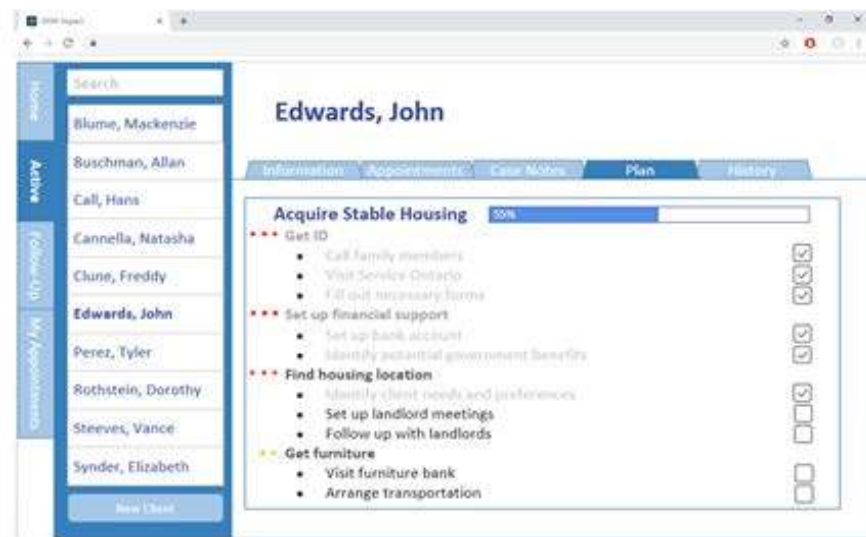 Search
Home
Active
Follow-Up
My Appointments
Blume, Mackenzie
Buschman, Allan
Call, Hans
Cannella, Natasha
Clune, Freddy
Edwards, John
Perez, Tyler
Rothstein, Dorothy
Steeves, Vance
Synder, Elizabeth
New Client
Edwards, John
Information Appointments Case Notes Plan History
Acquire Stable Housing 55%
Get ID
Call family members
Visit Service Ontario
Fill out necessary forms
Set up financial support
Set up bank account
Identify potential government benefits
Find housing location
Identify client needs and preferences
Set up landlord meetings
Follow up with landlords
Get furniture
Visit furniture bank
Arrange transportation